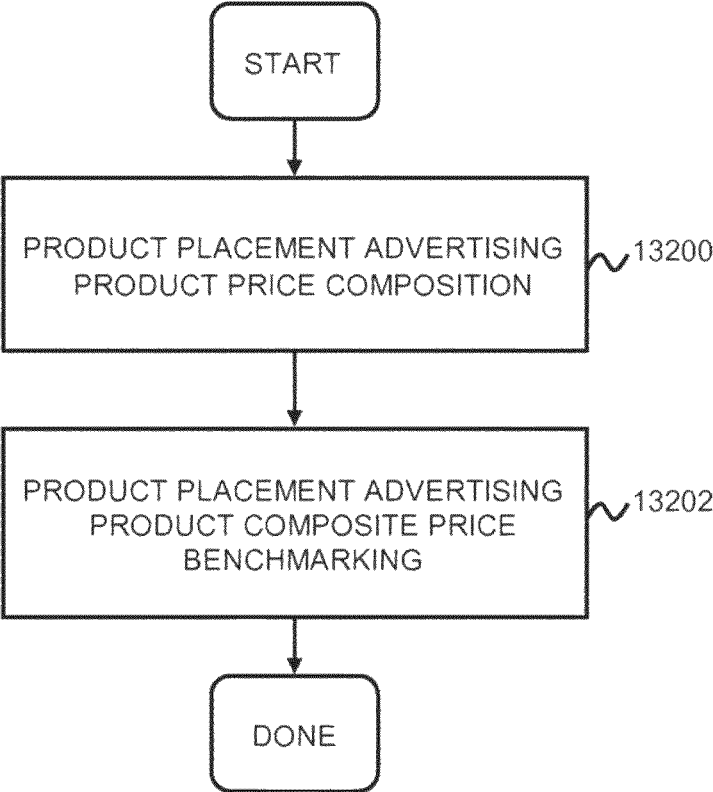 START
PRODUCT PLACEMENT ADVERTISING
PRODUCT PRICE COMPOSITION
13200
PRODUCT PLACEMENT ADVERTISING
PRODUCT COMPOSITE PRICE
BENCHMARKING
13202
DONE